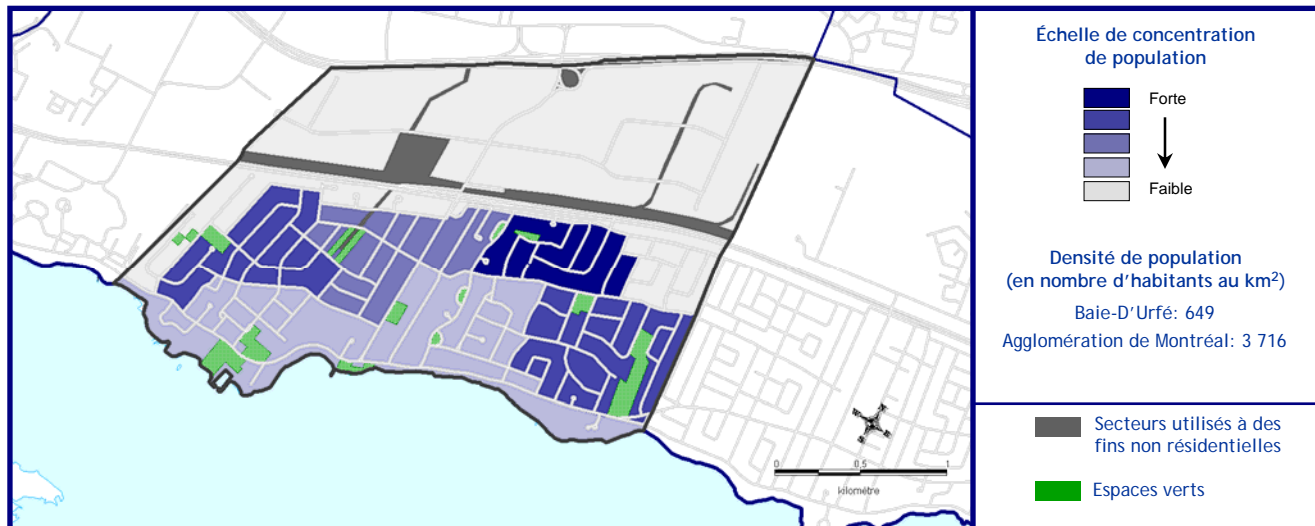 Échelle de concentration
de population
Forte
Faible
Densité de population
(en nombre d'habitants au km²)
Baie-D'Urfé: 649
Agglomération de Montréal: 3 716
Secteurs utilisés à des
fins non résidentielles
Espaces verts
0 0,5 1
kilomètre